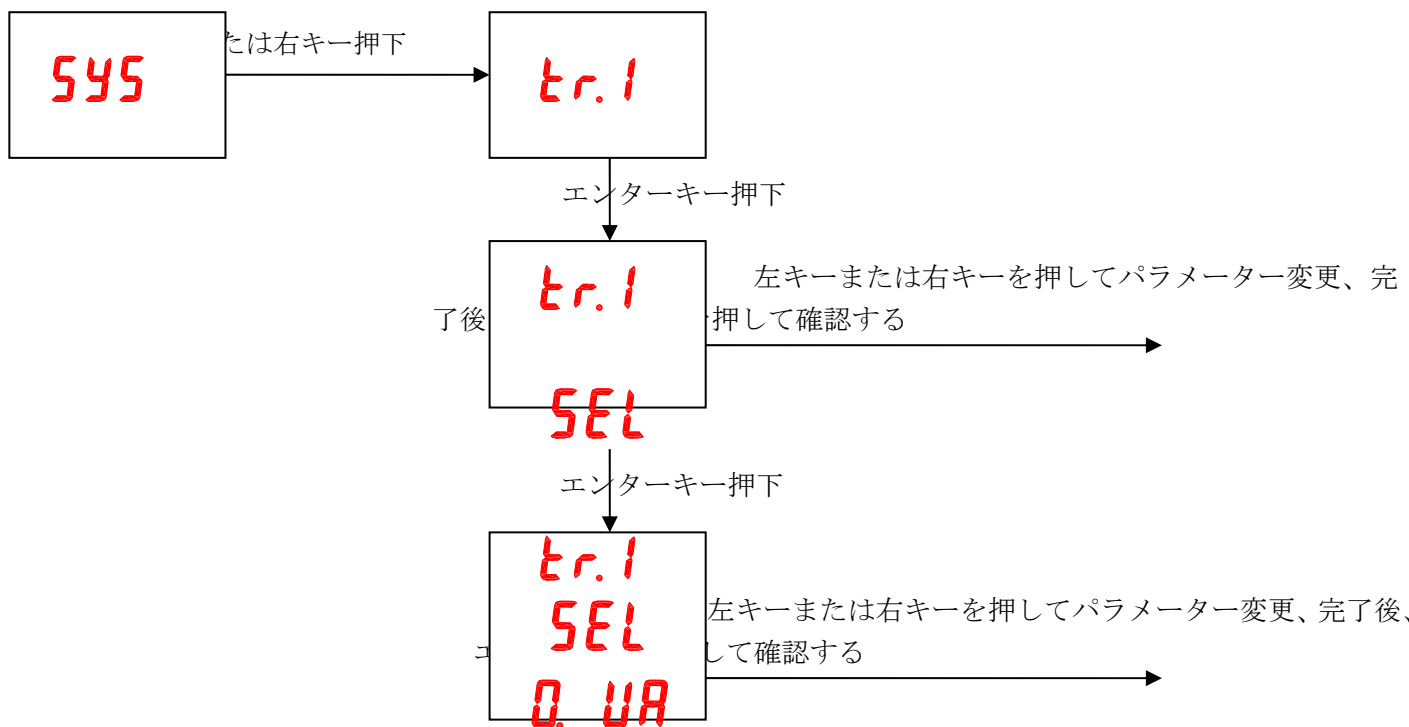 たは右キー押下
SYS
tr.1
エンターキー押下
tr.1
左キーまたは右キーを押してパラメーター変更、完
了後 押して確認する
SEL
エンターキー押下
tr.1
SEL
左キーまたは右キーを押してパラメーター変更、完了後、
して確認する
0. UA